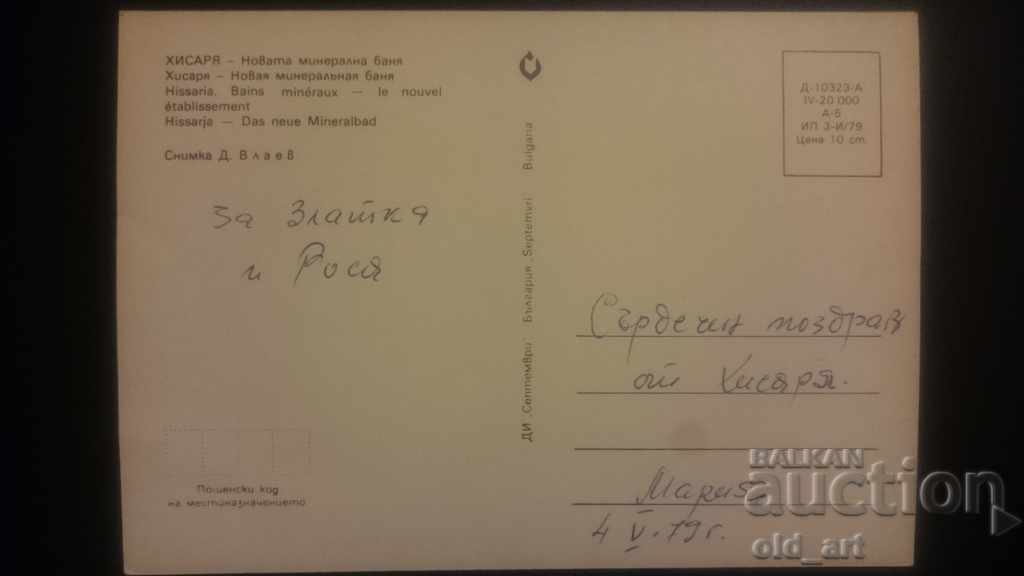 ХИСАРЯ – Новата минерална баня
Хисаря – Новая минеральная баня
Hissaria. Bains minéraux — le nouvel
établissement
Hissarja — Das neue Mineralbad
Снимка Д. Влаев
за Златка
и Рося
Пощенски код
на местиназначението
ДИ „Септември" България „Septemvri" Bulgaria
Д-10323-А
IV-20 000
А-6
ИП 3-И/79
Цена 10 ст.
Сърдечни поздрави
от Хисаря.
Мария
4 V. 79 г.
BALKAN
auction
old_art